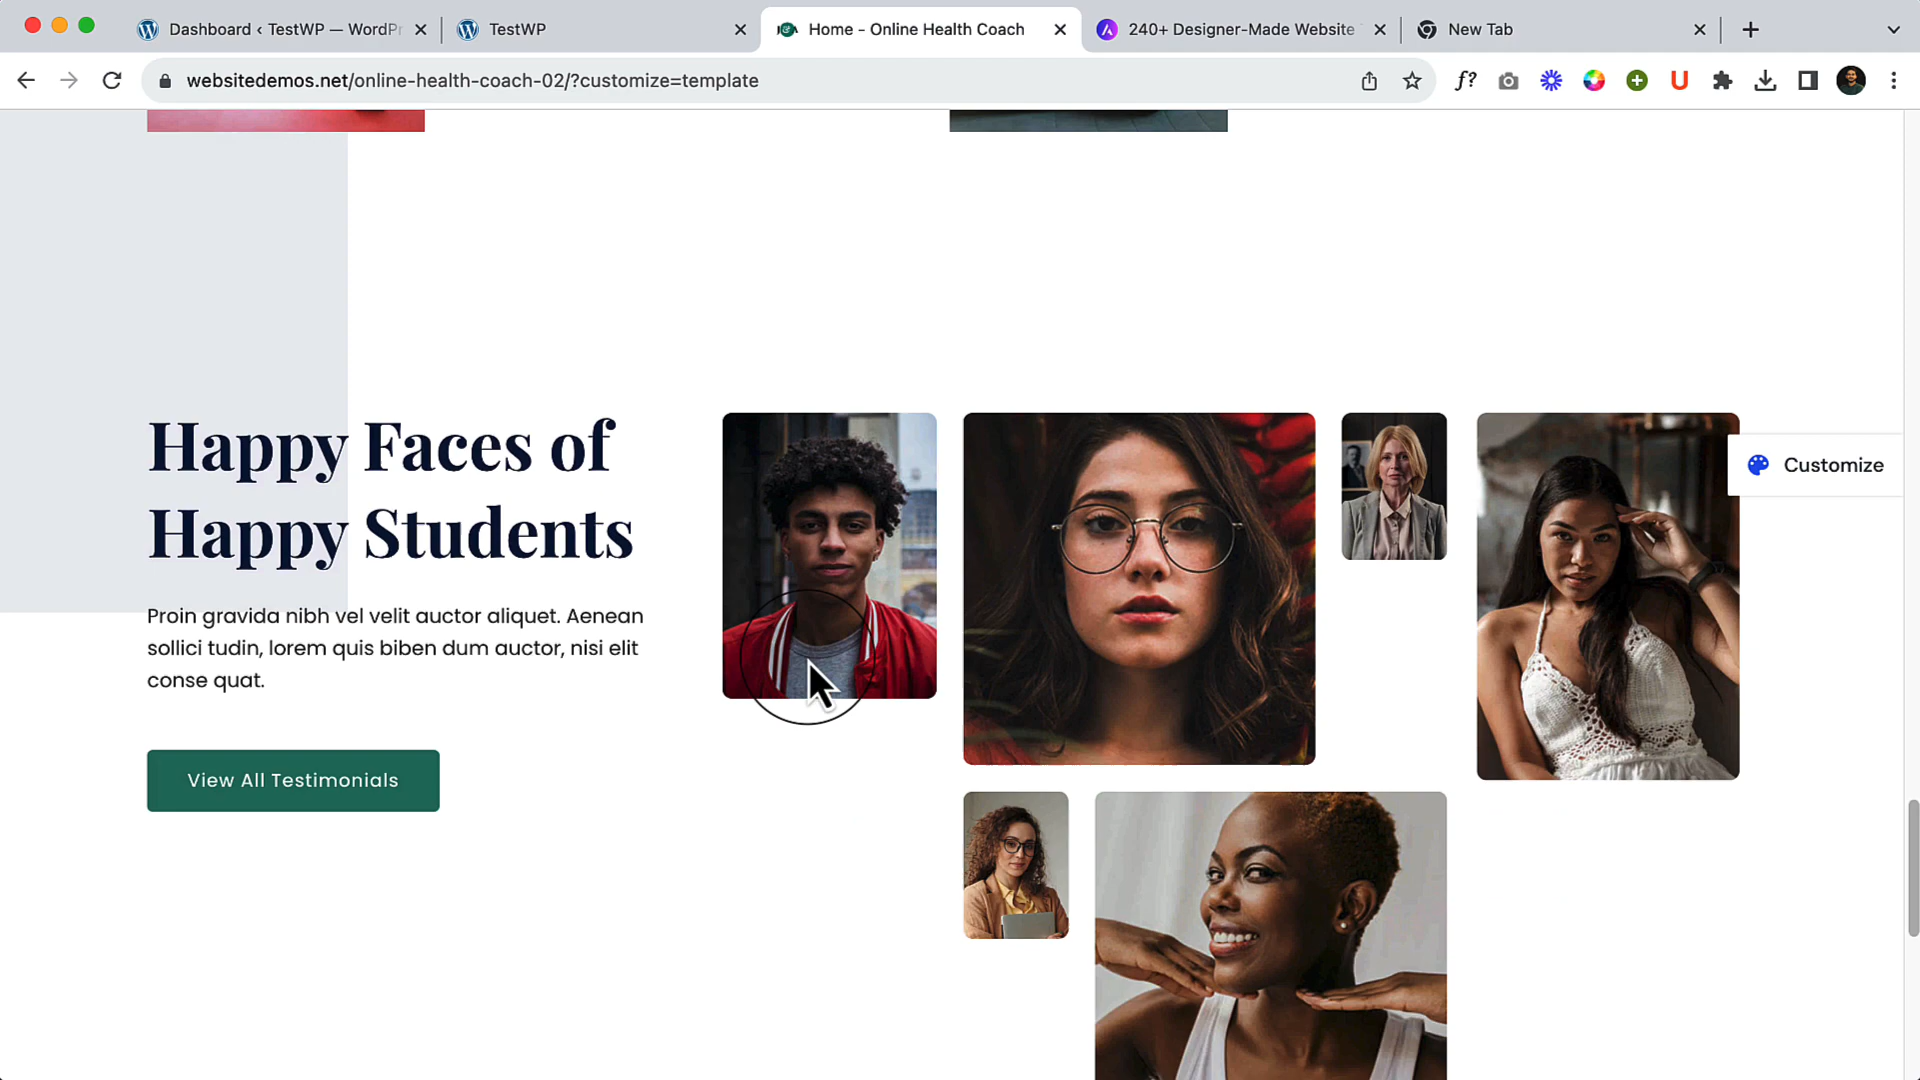 Dashboard ‹ TestWP — WordPr
TestWP
Home - Online Health Coach
240+ Designer-Made Website
New Tab
websitedemos.net/online-health-coach-02/?customize=template
f?
U
Happy Faces of
Happy Students
Customize
Proin gravida nibh vel velit auctor aliquet. Aenean
sollici tudin, lorem quis biben dum auctor, nisi elit
conse quat.
View All Testimonials